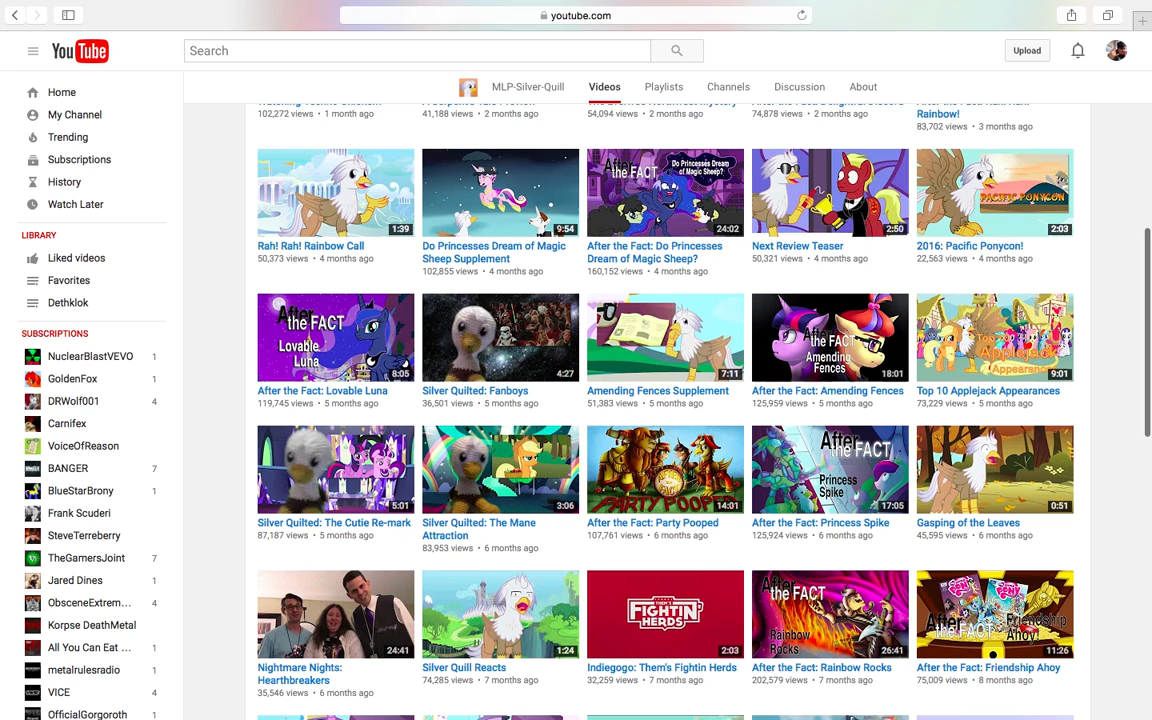 youtube.com
YouTube
Search
Upload
MLP-Silver-Quill
Videos
Playlists
Channels
Discussion
About
Home
My Channel
Trending
Subscriptions
History
Watch Later
LIBRARY
Liked videos
Favorites
Dethklok
SUBSCRIPTIONS
NuclearBlastVEVO 1
GoldenFox 1
DRWolf001 4
Carnifex
VoiceOfReason
BANGER 7
BlueStarBrony 1
Frank Scuderi
SteveTerreberry
TheGamersJoint 7
Jared Dines 1
ObsceneExtrem... 4
Korpse DeathMetal
All You Can Eat ... 1
metalrulesradio 1
VICE 4
OfficialGorgoroth 1
102,272 views • 1 month ago
41,188 views • 2 months ago
54,094 views • 2 months ago
74,878 views • 2 months ago
Rainbow!
83,702 views • 3 months ago
1:39
Rah! Rah! Rainbow Call
50,373 views • 4 months ago
9:54
Do Princesses Dream of Magic
Sheep Supplement
102,855 views • 4 months ago
After
the FACT
Do Princesses
Dream of
Magic Sheep?
24:02
After the Fact: Do Princesses
Dream of Magic Sheep?
160,152 views • 4 months ago
2:50
Next Review Teaser
50,321 views • 4 months ago
PACIFIC PONYCON
2:03
2016: Pacific Ponycon!
22,563 views • 4 months ago
After
the FACT
Lovable
Luna
8:05
After the Fact: Lovable Luna
119,745 views • 5 months ago
4:27
Silver Quilted: Fanboys
36,501 views • 5 months ago
7:11
Amending Fences Supplement
51,383 views • 5 months ago
After
the FACT
Amending
Fences
18:01
After the Fact: Amending Fences
125,959 views • 5 months ago
Top 10
Applejack
Appearances
9:01
Top 10 Applejack Appearances
73,229 views • 5 months ago
5:01
Silver Quilted: The Cutie Re-mark
87,187 views • 5 months ago
3:06
Silver Quilted: The Mane
Attraction
83,953 views • 6 months ago
PARTY POOPED
14:01
After the Fact: Party Pooped
107,761 views • 6 months ago
After
the FACT
Princess
Spike
17:05
After the Fact: Princess Spike
125,924 views • 6 months ago
0:51
Gasping of the Leaves
45,595 views • 6 months ago
24:41
Nightmare Nights:
Hearthbreakers
35,546 views • 6 months ago
1:24
Silver Quill Reacts
74,285 views • 7 months ago
THEM'S
FIGHTIN'
HERDS
2:03
Indiegogo: Them's Fightin Herds
32,259 views • 7 months ago
After
the FACT
Rainbow
Rocks
26:41
After the Fact: Rainbow Rocks
202,579 views • 7 months ago
After
the FACT
Friendship
Ahoy!
11:26
After the Fact: Friendship Ahoy
75,009 views • 8 months ago